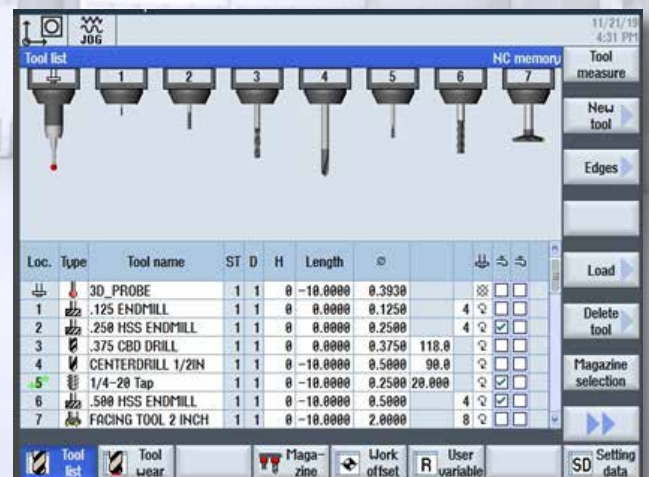 JOG
11/21/19
4:31 PM
Tool list NC memory
1 2 3 4 5 6 7
Tool measure
New tool
Edges
Load
Delete tool
Magazine selection
Loc. Type Tool name ST D H Length ø
3D_PROBE 1 1 0 -10.0000 0.3930
1 .125 ENDMILL 1 1 0 0.0000 0.1250 4
2 .250 HSS ENDMILL 1 1 0 0.0000 0.2500 4
3 .375 CBD DRILL 1 1 0 0.0000 0.3750 118.0
4 CENTERDRILL 1/2IN 1 1 0 -10.0000 0.5000 90.0
5 1/4-20 Tap 1 1 0 -10.0000 0.2500 20.000
6 .500 HSS ENDMILL 1 1 0 -10.0000 0.5000 4
7 FACING TOOL 2 INCH 1 1 0 -10.0000 2.0000 8
Tool list
Tool wear
Maga-zine
Work offset
R User variable
SD Setting data